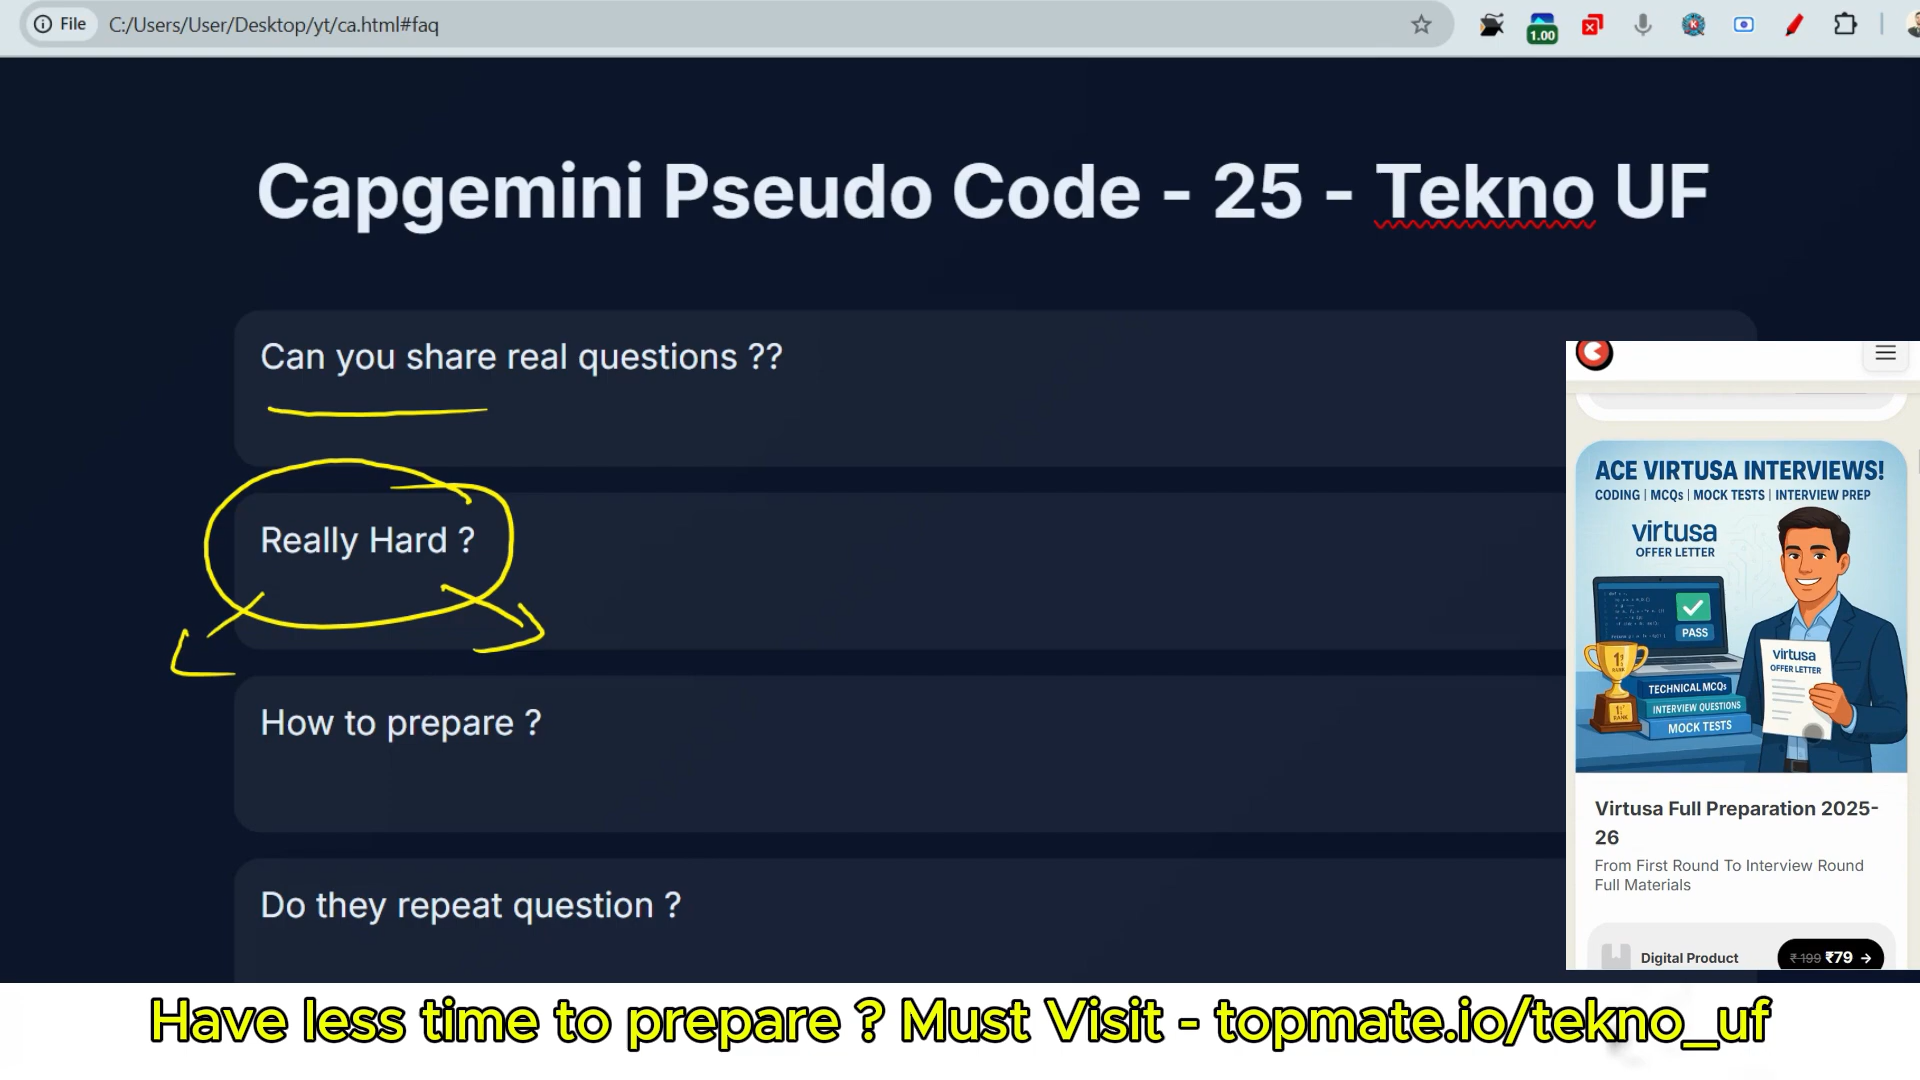 File C:/Users/User/Desktop/yt/ca.html#faq
1.00
Capgemini Pseudo Code - 25 - Tekno UF
Can you share real questions ??
Really Hard ?
How to prepare ?
Do they repeat question ?
ACE VIRTUSA INTERVIEWS!
CODING | MCQs | MOCK TESTS | INTERVIEW PREP
virtusa
OFFER LETTER
PASS
virtusa
OFFER LETTER
TECHNICAL MCQs
INTERVIEW QUESTIONS
MOCK TESTS
Virtusa Full Preparation 2025-
26
From First Round To Interview Round
Full Materials
Digital Product ₹199 ₹79 →
Have less time to prepare ? Must Visit - topmate.io/tekno_uf